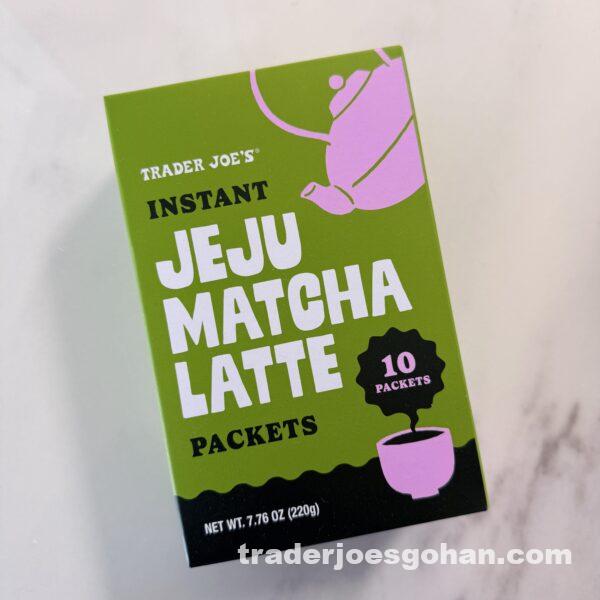 TRADER JOE'S®
INSTANT
JEJU
MATCHA
LATTE
10
PACKETS
PACKETS
NET WT. 7.76 OZ (220g)
traderjoesgohan.com